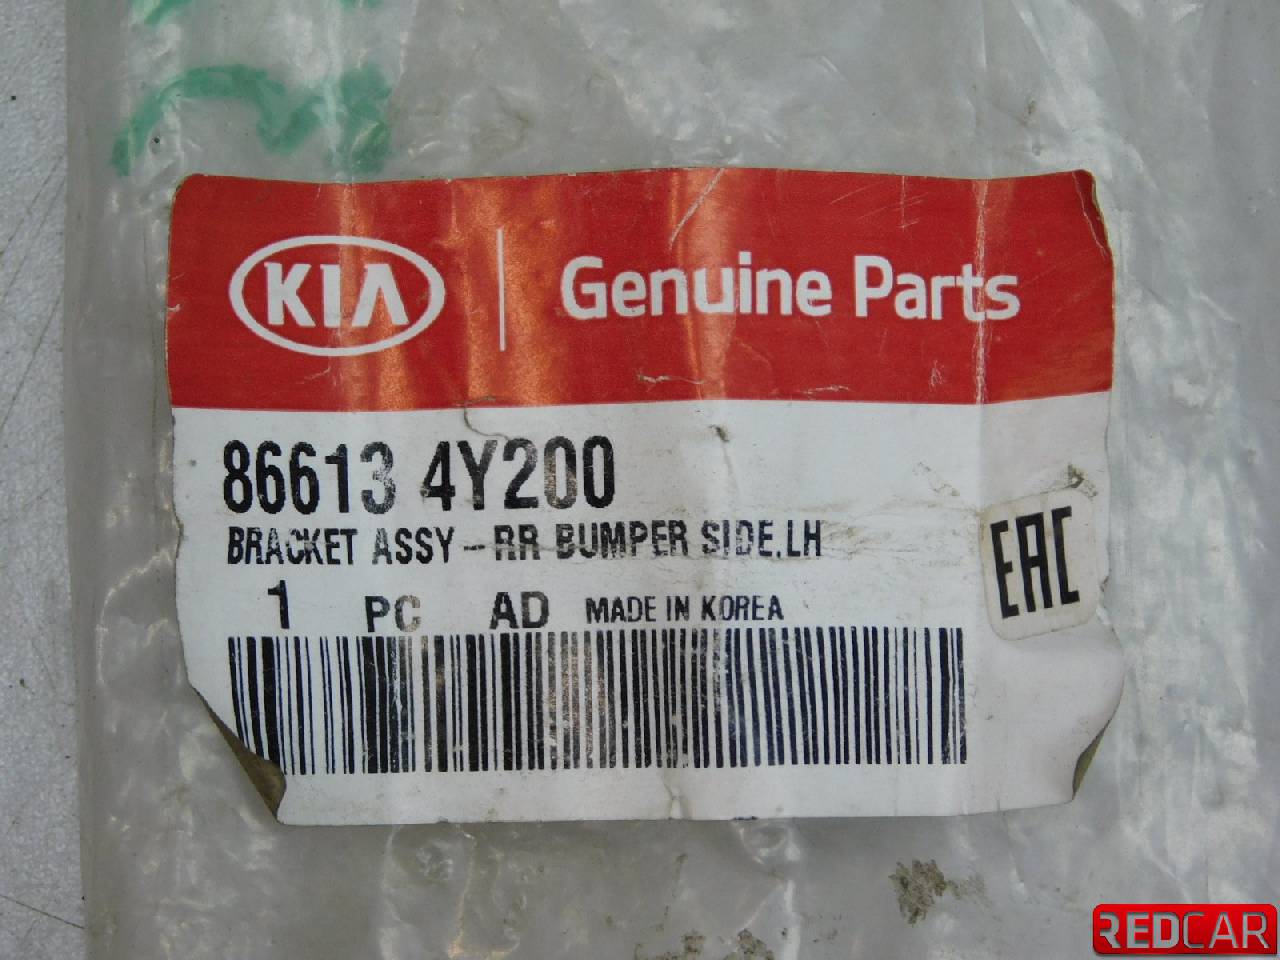 KIA Genuine Parts
86613 4Y200
BRACKET ASSY-RR BUMPER SIDE,LH
EAC
1 PC AD MADE IN KOREA
REDCAR